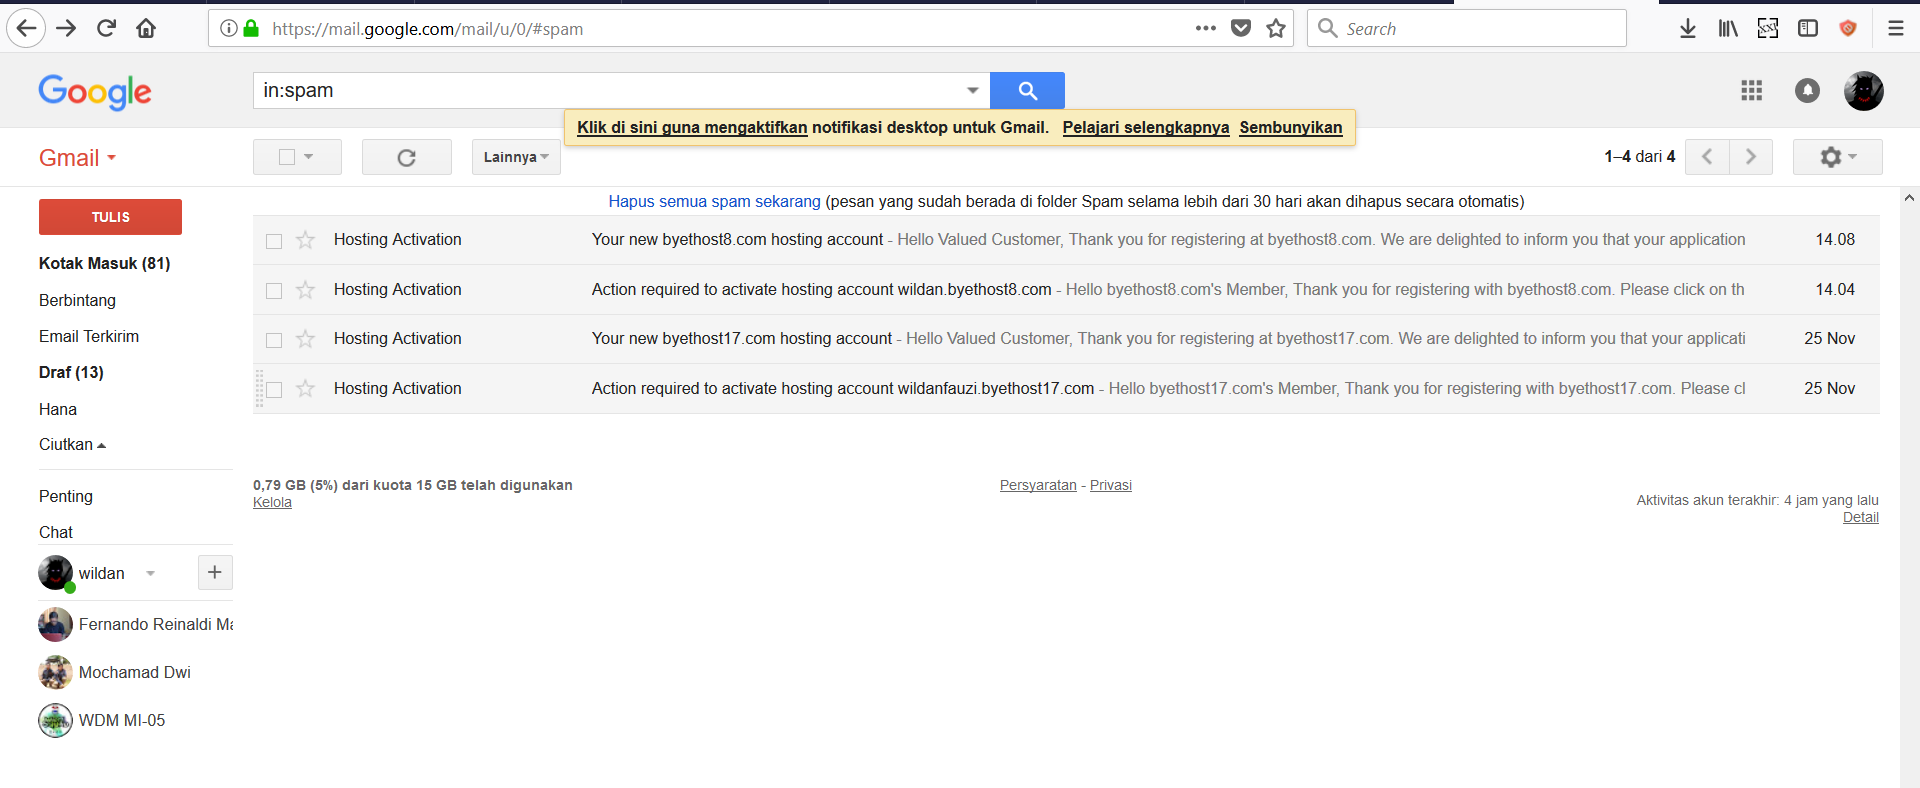 https://mail.google.com/mail/u/0/#spam
Search
Google
in:spam
Klik di sini guna mengaktifkan notifikasi desktop untuk Gmail. Pelajari selengkapnya Sembunyikan
Gmail
Lainnya
1–4 dari 4
Hapus semua spam sekarang (pesan yang sudah berada di folder Spam selama lebih dari 30 hari akan dihapus secara otomatis)
TULIS
Kotak Masuk (81)
Berbintang
Email Terkirim
Draf (13)
Hana
Ciutkan
Penting
Chat
wildan
Fernando Reinaldi Ma
Mochamad Dwi
WDM MI-05
Hosting Activation Your new byethost8.com hosting account - Hello Valued Customer, Thank you for registering at byethost8.com. We are delighted to inform you that your application 14.08
Hosting Activation Action required to activate hosting account wildan.byethost8.com - Hello byethost8.com's Member, Thank you for registering with byethost8.com. Please click on th 14.04
Hosting Activation Your new byethost17.com hosting account - Hello Valued Customer, Thank you for registering at byethost17.com. We are delighted to inform you that your applicati 25 Nov
Hosting Activation Action required to activate hosting account wildanfauzi.byethost17.com - Hello byethost17.com's Member, Thank you for registering with byethost17.com. Please cl 25 Nov
0,79 GB (5%) dari kuota 15 GB telah digunakan
Kelola
Persyaratan - Privasi
Aktivitas akun terakhir: 4 jam yang lalu
Detail